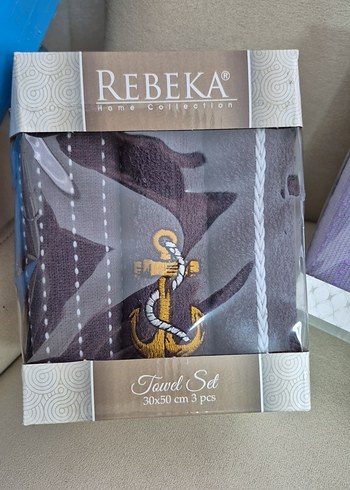 REBEKA®
Home Collection
Towel Set
30x50 cm 3 pcs